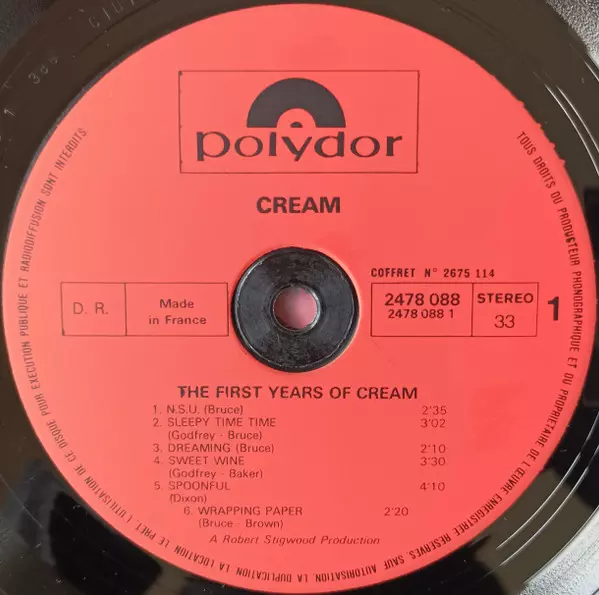 polydor
CREAM
COFFRET N° 2675 114
D. R.
Made
in France
2478 088
2478 088 1
STEREO
33
1
THE FIRST YEARS OF CREAM
1. N.S.U. (Bruce) 2'35
2. SLEEPY TIME TIME 3'02
(Godfrey - Bruce)
3. DREAMING (Bruce) 2'10
4. SWEET WINE 3'30
(Godfrey - Baker)
5. SPOONFUL 4'10
(Dixon)
6. WRAPPING PAPER 2'20
(Bruce - Brown)
A Robert Stigwood Production
TOUS DROITS DU PRODUCTEUR PHONOGRAPHIQUE ET DU PROPRIETAIRE DE L'ŒUVRE ENREGISTREE RESERVES. SAUF AUTORISATION LA DUPLICATION, LA LOCATION, LE PRET, L'UTILISATION DE CE DISQUE POUR EXECUTION PUBLIQUE ET RADIODIFFUSION SONT INTERDITS